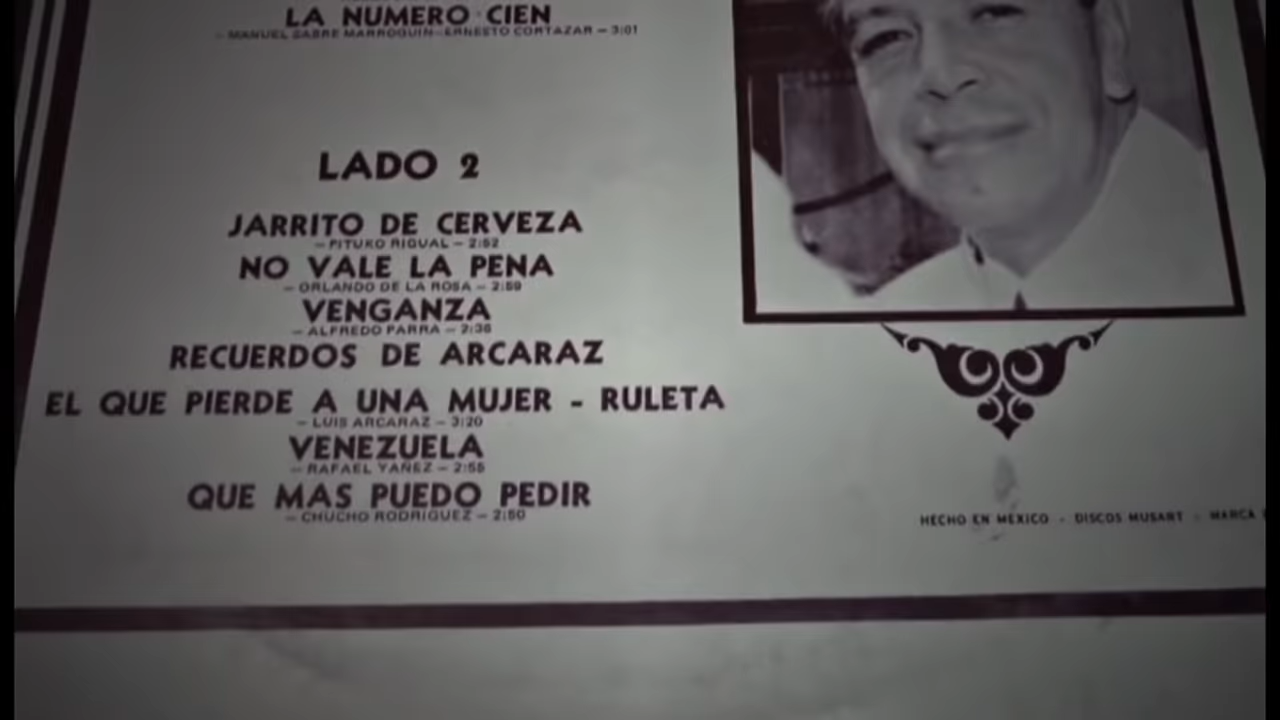 LA NUMERO CIEN
– MANUEL SABRE MARROQUIN–ERNESTO CORTAZAR – 3:01
LADO 2
JARRITO DE CERVEZA
– PITUKO RIGUAL – 2:52
NO VALE LA PENA
– ORLANDO DE LA ROSA – 2:59
VENGANZA
– ALFREDO PARRA – 2:36
RECUERDOS DE ARCARAZ
EL QUE PIERDE A UNA MUJER – RULETA
– LUIS ARCARAZ – 3:20
VENEZUELA
– RAFAEL YAÑEZ – 2:55
QUE MAS PUEDO PEDIR
– CHUCHO RODRIGUEZ – 2:50
HECHO EN MEXICO - DISCOS MUSART - MARCA